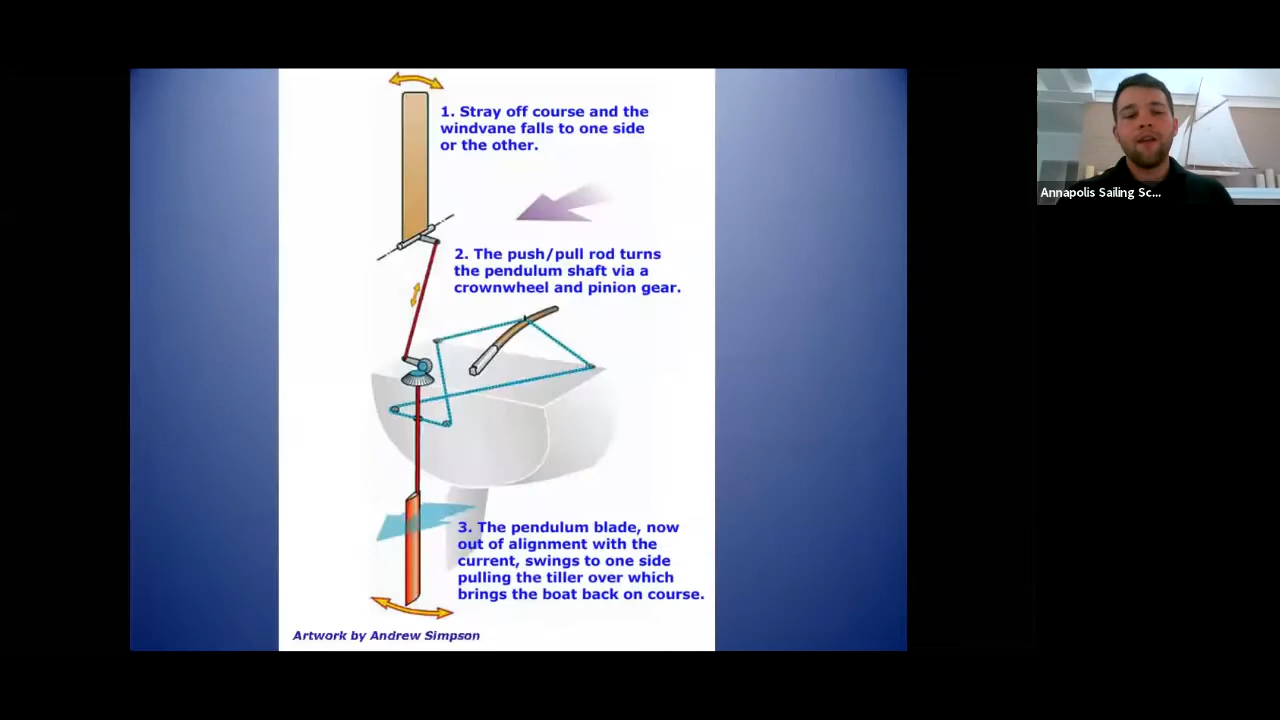 1. Stray off course and the
windvane falls to one side
or the other.
2. The push/pull rod turns
the pendulum shaft via a
crownwheel and pinion gear.
3. The pendulum blade, now
out of alignment with the
current, swings to one side
pulling the tiller over which
brings the boat back on course.
Artwork by Andrew Simpson
Annapolis Sailing Sc...